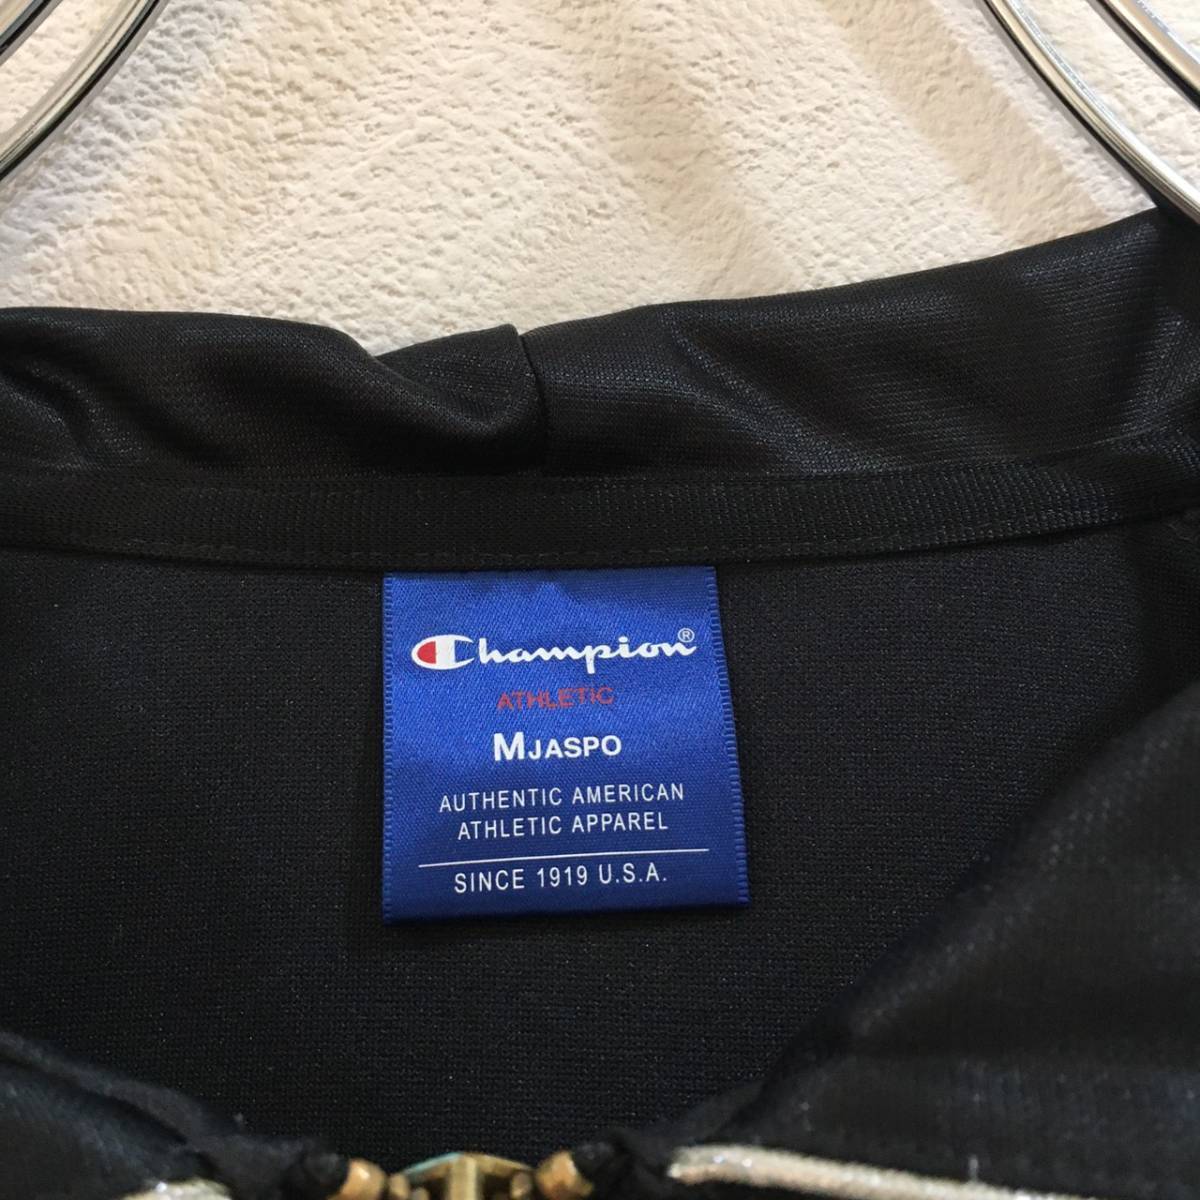 Champion®
ATHLETIC
MJASPO
AUTHENTIC AMERICAN
ATHLETIC APPAREL
SINCE 1919 U.S.A.